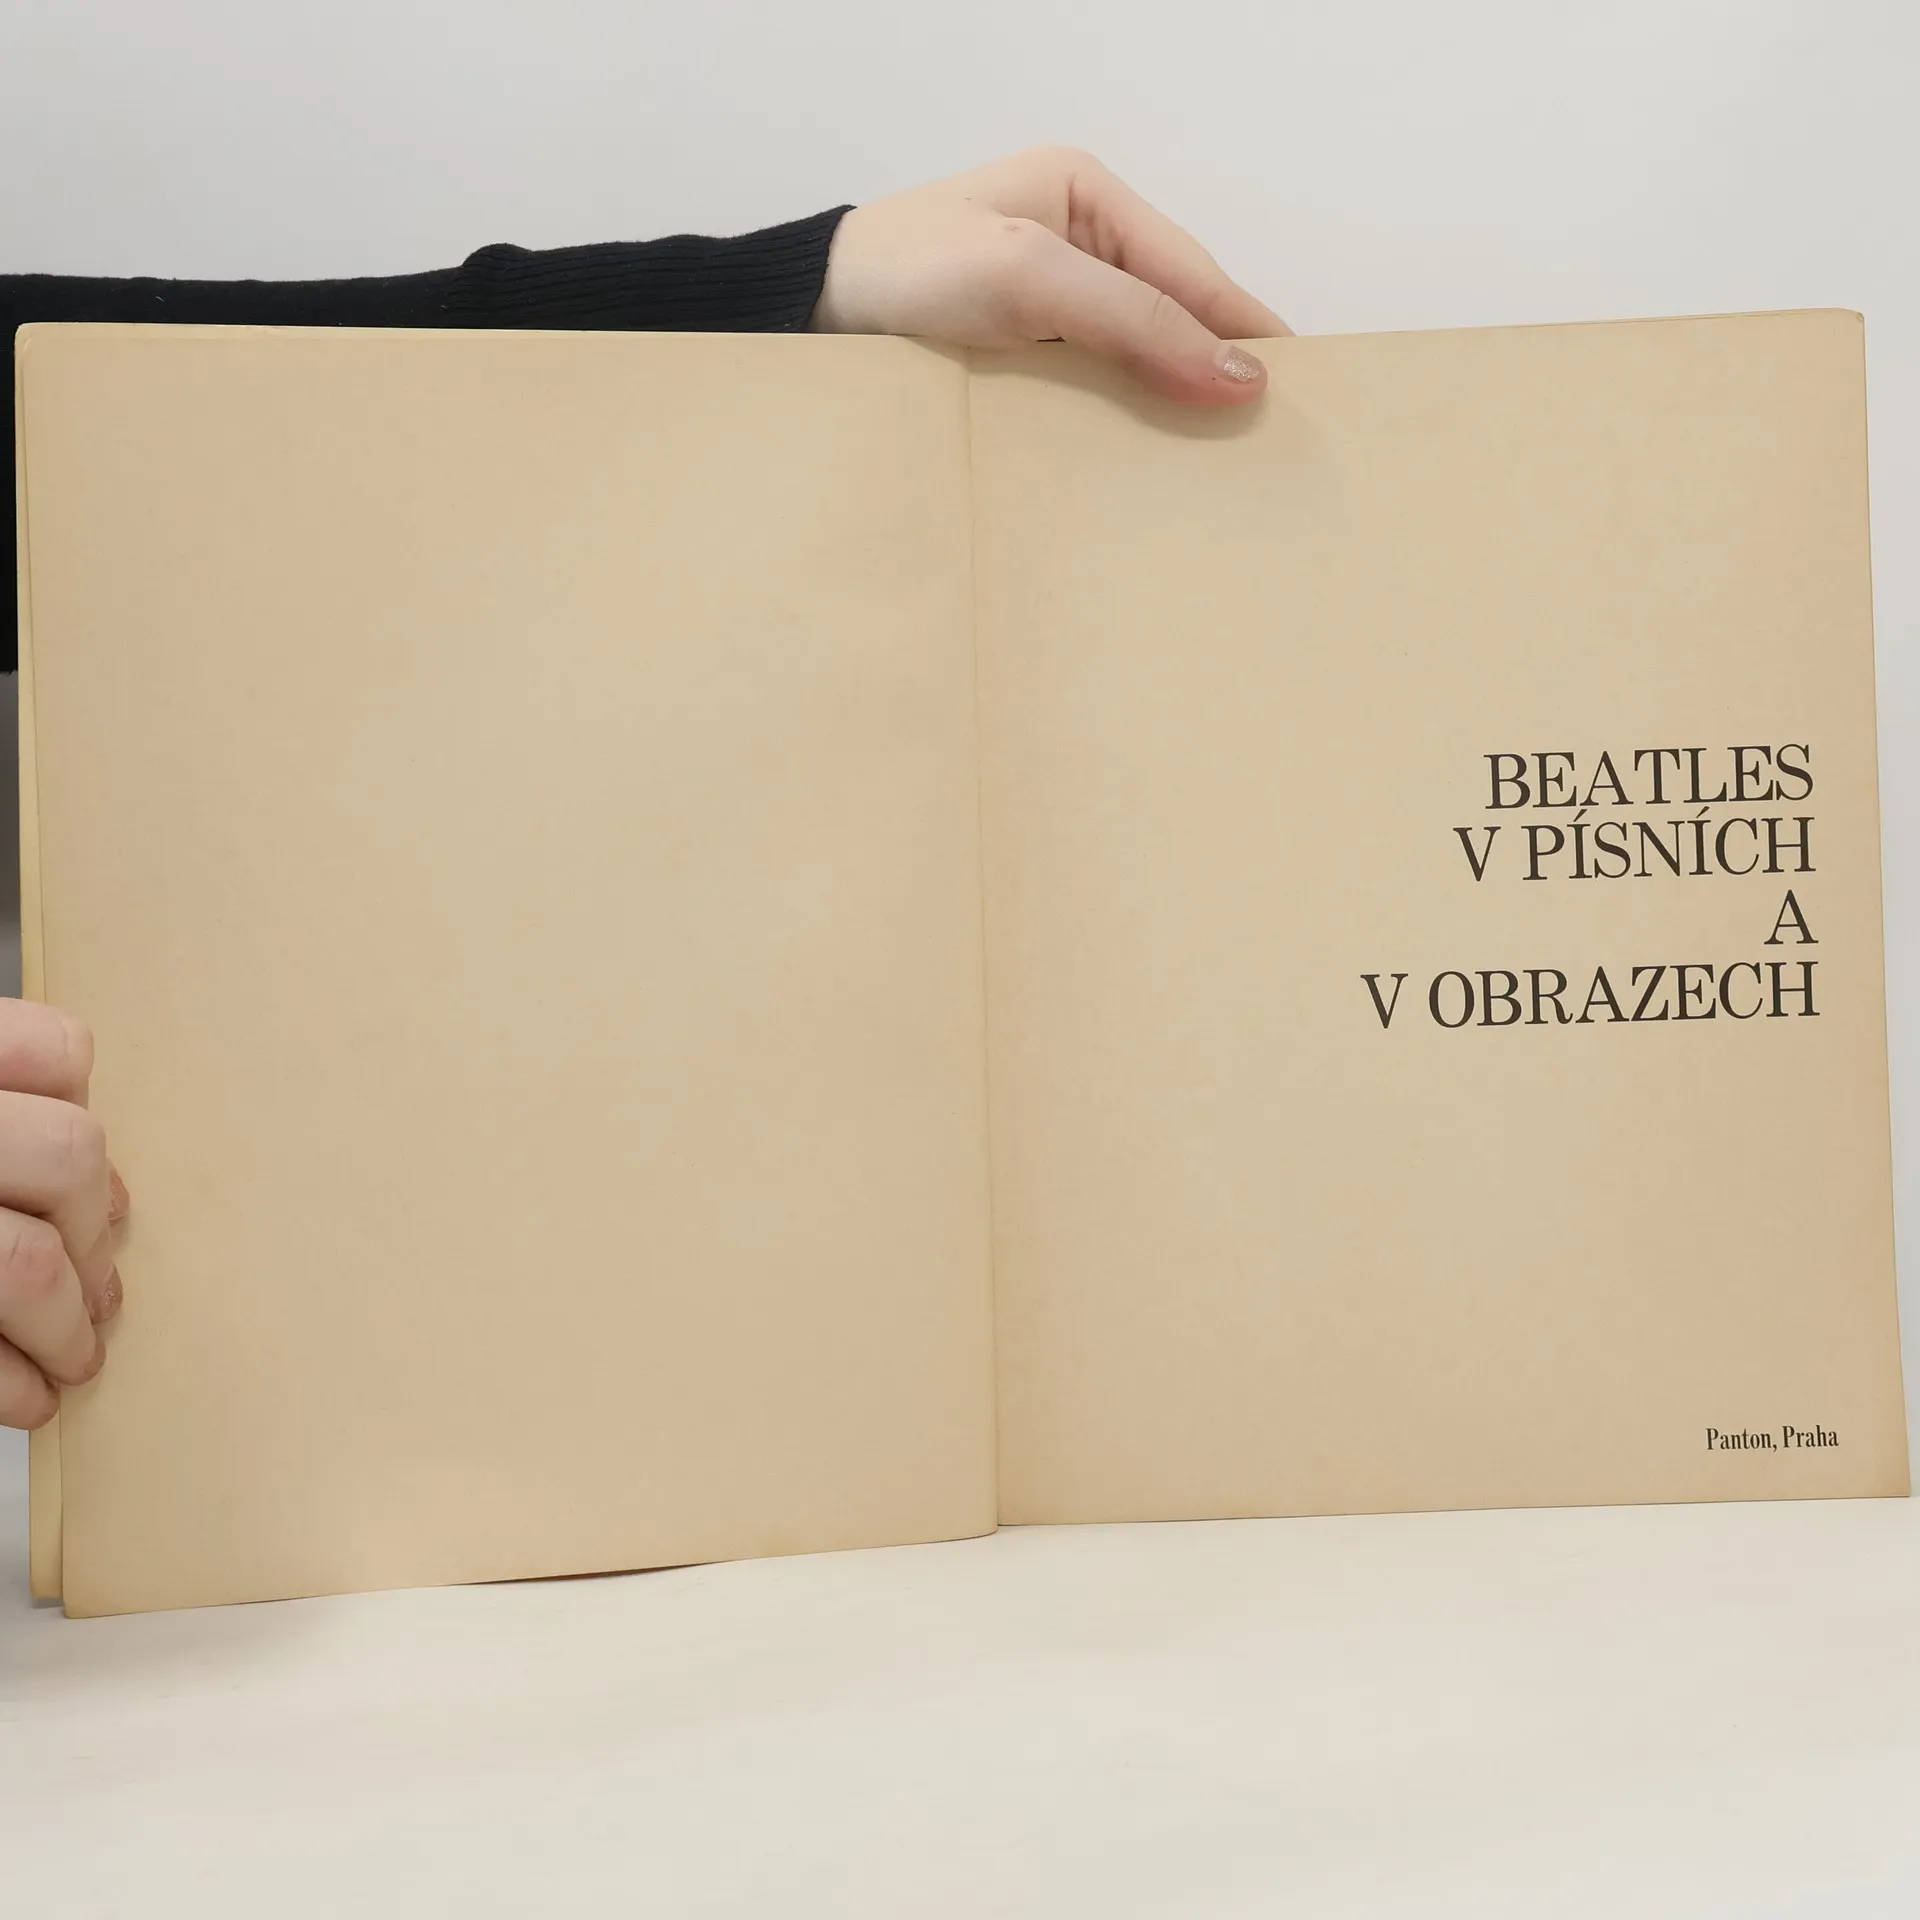 BEATLES
V PÍSNÍCH
A
V OBRAZECH
Panton, Praha